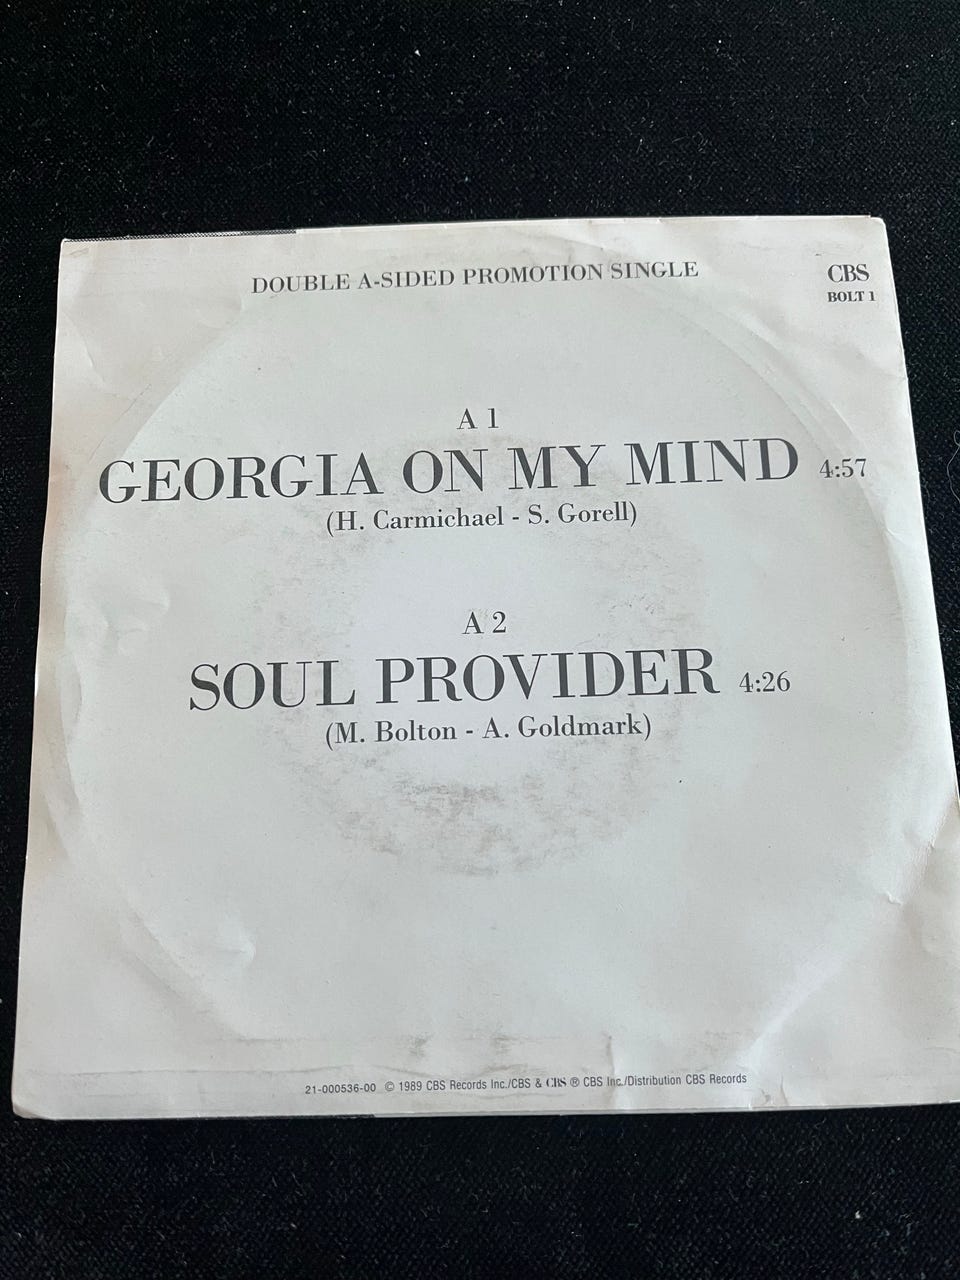 DOUBLE A-SIDED PROMOTION SINGLE
CBS
BOLT 1
A 1
GEORGIA ON MY MIND 4:57
(H. Carmichael - S. Gorell)
A 2
SOUL PROVIDER 4:26
(M. Bolton - A. Goldmark)
21-000536-00 © 1989 CBS Records Inc./CBS & CBS ® CBS Inc./Distribution CBS Records